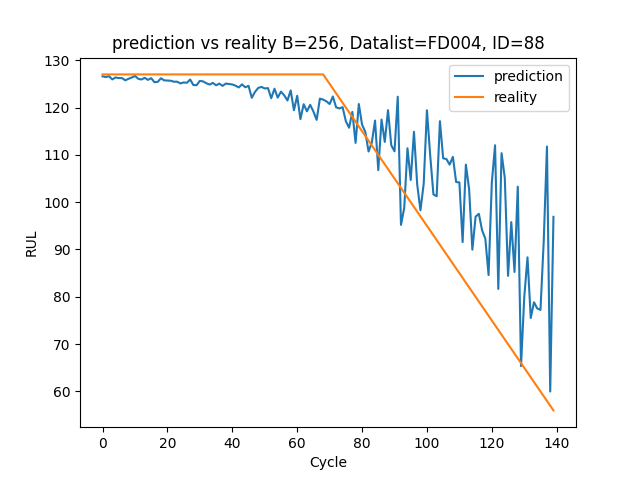 prediction vs reality B=256, Datalist=FD004, ID=88
prediction
reality
RUL
130
120
110
100
90
80
70
60
0 20 40 60 80 100 120 140
Cycle